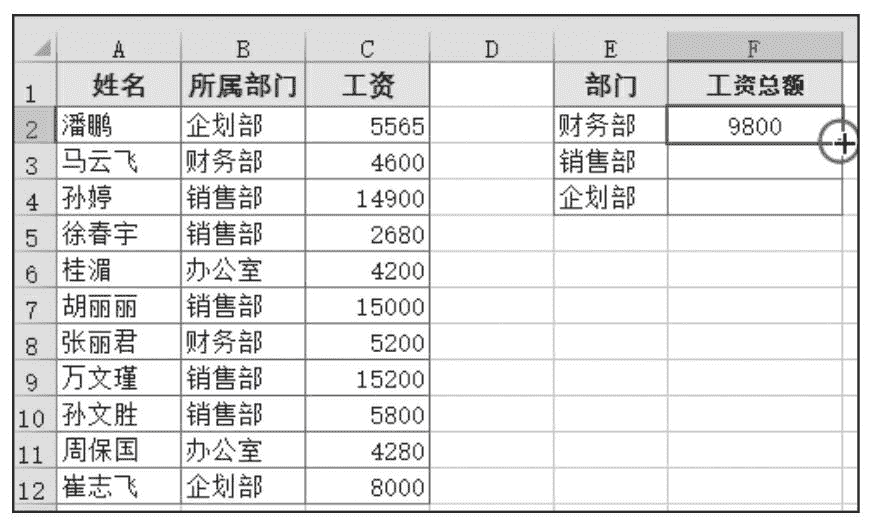 A B C D E F
1 姓名 所属部门 工资 部门 工资总额
2 潘鹏 企划部 5565 财务部 9800
3 马云飞 财务部 4600 销售部
4 孙婷 销售部 14900 企划部
5 徐春宇 销售部 2680
6 桂湄 办公室 4200
7 胡丽丽 销售部 15000
8 张丽君 财务部 5200
9 万文瑾 销售部 15200
10 孙文胜 销售部 5800
11 周保国 办公室 4280
12 崔志飞 企划部 8000